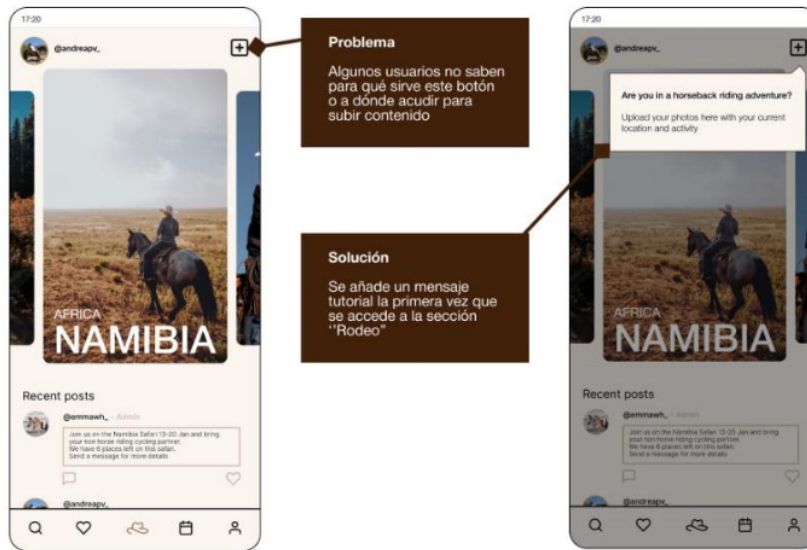 17:20
@andreapv_
AFRICA
NAMIBIA
Recent posts
@emmawh_ · Admin
Join us on the Namibia Safari 13-20 Jan and bring
your non horse riding cycling partner.
We have 6 places left on this safari.
Send a message for more details
@andreapv_
Problema
Algunos usuarios no saben
para qué sirve este botón
o a dónde acudir para
subir contenido
Solución
Se añade un mensaje
tutorial la primera vez que
se accede a la sección
‘'Rodeo”
17:20
@andreapv_
Are you in a horseback riding adventure?
Upload your photos here with your current
location and activity
AFRICA
NAMIBIA
Recent posts
@emmawh_ · Admin
Join us on the Namibia Safari 13-20 Jan and bring
your non horse riding cycling partner.
We have 6 places left on this safari.
Send a message for more details
@andreapv_